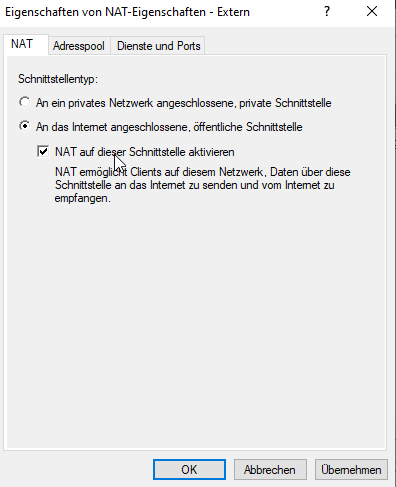 Eigenschaften von NAT-Eigenschaften - Extern
NAT
Adresspool
Dienste und Ports
Schnittstellentyp:
An ein privates Netzwerk angeschlossene, private Schnittstelle
An das Internet angeschlossene, öffentliche Schnittstelle
NAT auf dieser Schnittstelle aktivieren
NAT ermöglicht Clients auf diesem Netzwerk, Daten über diese
Schnittstelle an das Internet zu senden und vom Internet zu
empfangen.
OK
Abbrechen
Übernehmen